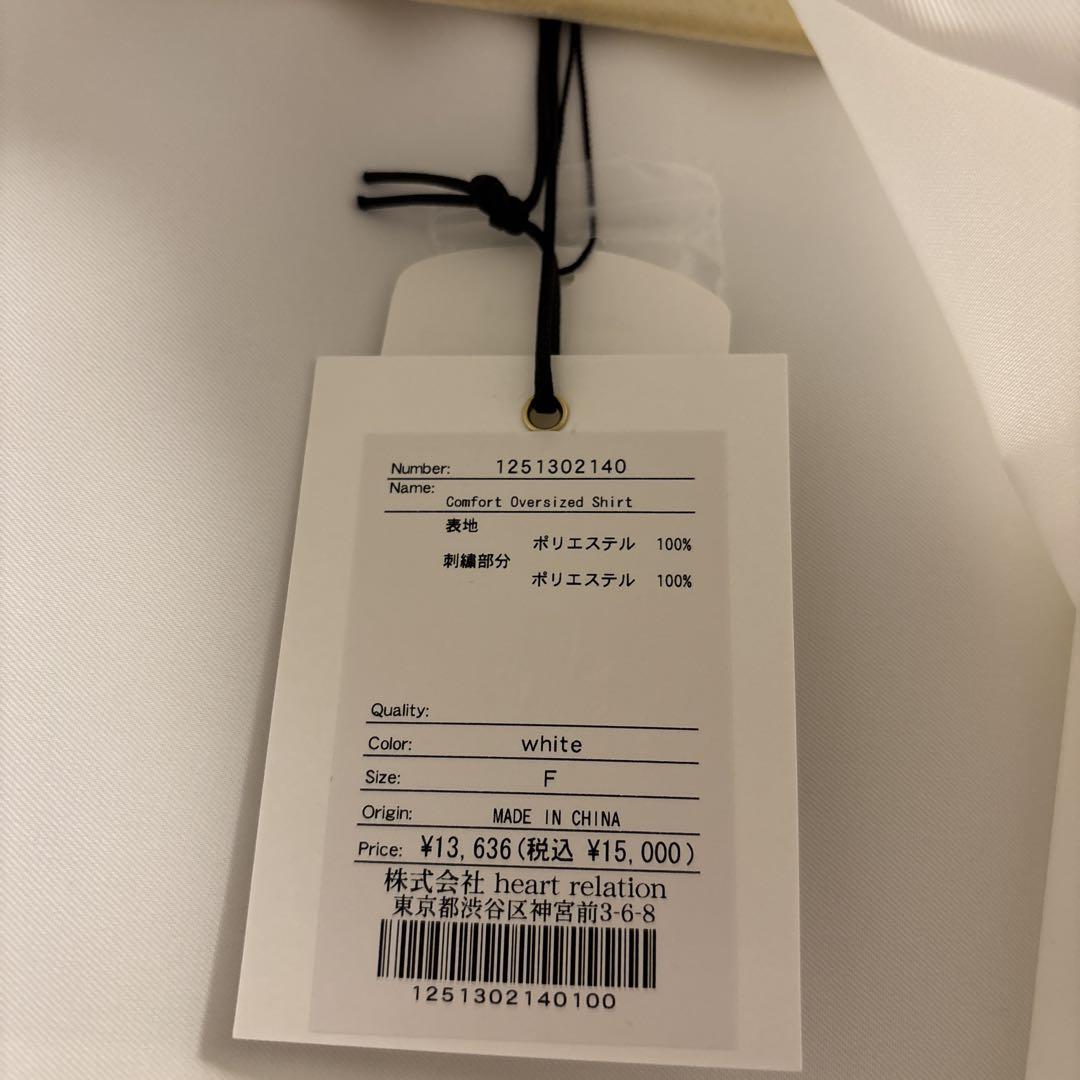 Number: 1251302140
Name:
Comfort Oversized Shirt
表地
ポリエステル 100%
刺繍部分
ポリエステル 100%
Quality:
Color: white
Size: F
Origin: MADE IN CHINA
Price: ¥13,636(税込 ¥15,000)
株式会社 heart relation
東京都渋谷区神宮前3-6-8
1251302140100